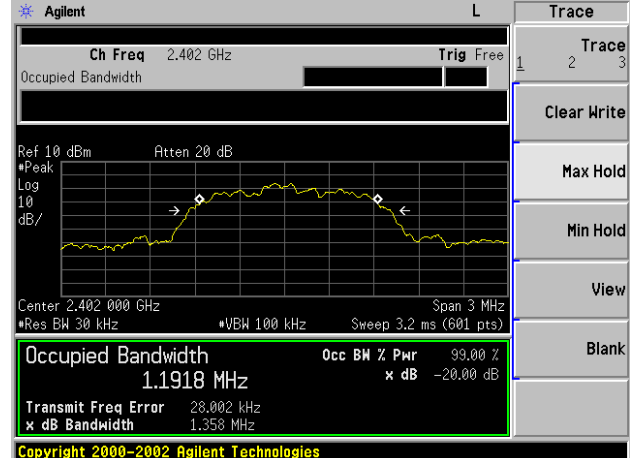 Agilent L Trace
Ch Freq 2.402 GHz Trig Free
Occupied Bandwidth
Trace
1 2 3
Clear Write
Max Hold
Min Hold
View
Blank
Ref 10 dBm Atten 20 dB
#Peak
Log
10
dB/
Center 2.402 000 GHz Span 3 MHz
#Res BW 30 kHz #VBW 100 kHz Sweep 3.2 ms (601 pts)
Occupied Bandwidth Occ BW % Pwr 99.00 %
1.1918 MHz x dB -20.00 dB
Transmit Freq Error 28.002 kHz
x dB Bandwidth 1.358 MHz
Copyright 2000-2002 Agilent Technologies